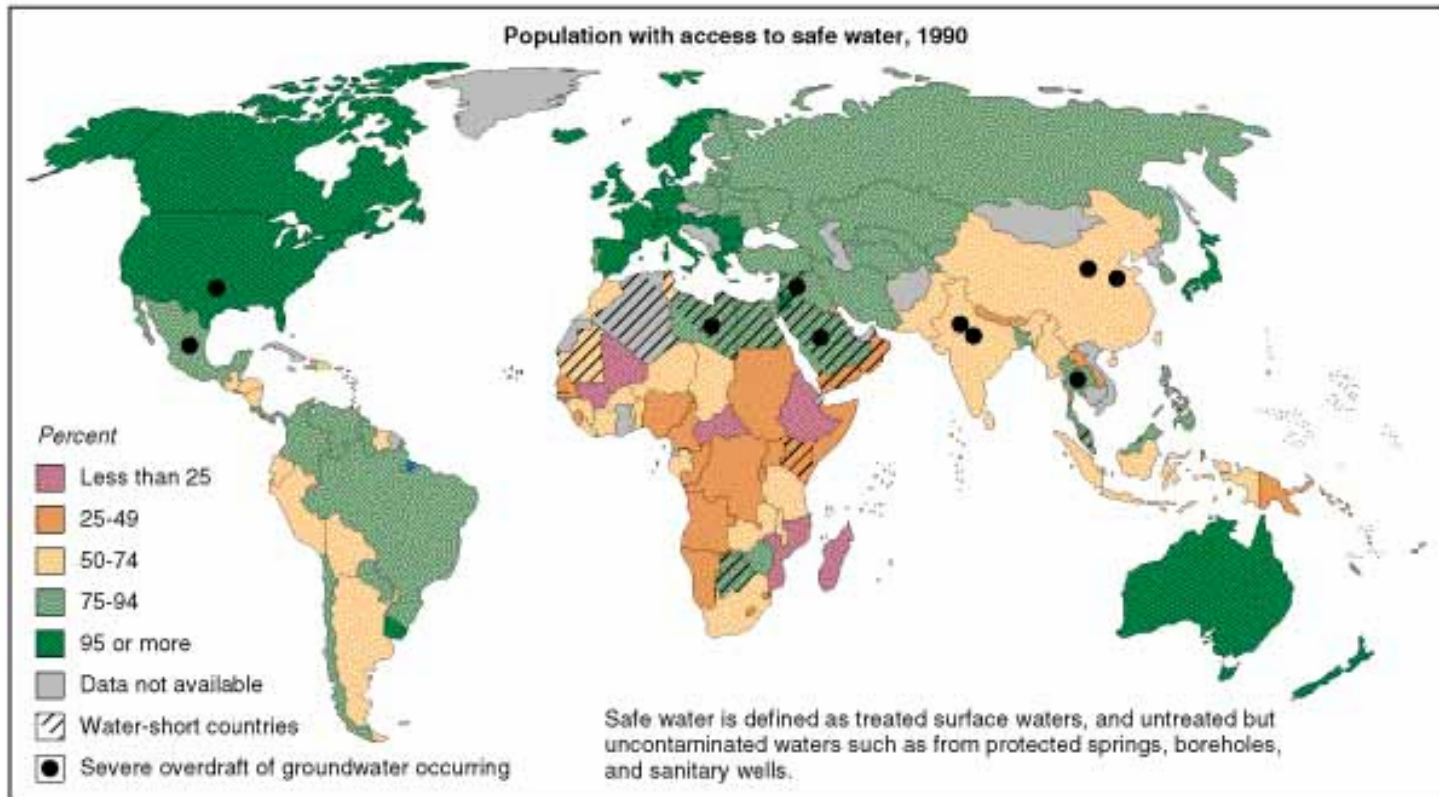 Population with access to safe water, 1990
Percent
Less than 25
25-49
50-74
75-94
95 or more
Data not available
Water-short countries
Severe overdraft of groundwater occurring
Safe water is defined as treated surface waters, and untreated but
uncontaminated waters such as from protected springs, boreholes,
and sanitary wells.